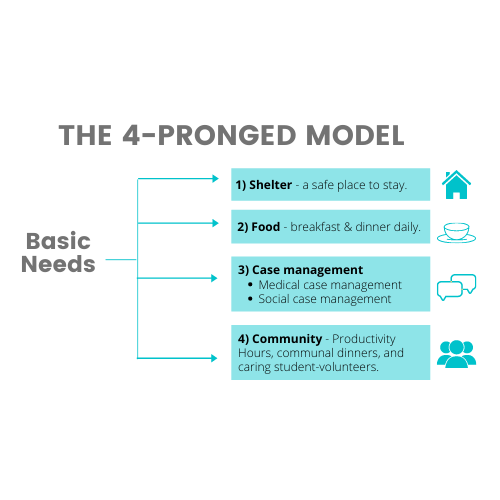 THE 4-PRONGED MODEL
Basic
Needs
1) Shelter - a safe place to stay.
2) Food - breakfast & dinner daily.
3) Case management
• Medical case management
• Social case management
4) Community - Productivity
Hours, communal dinners, and
caring student-volunteers.